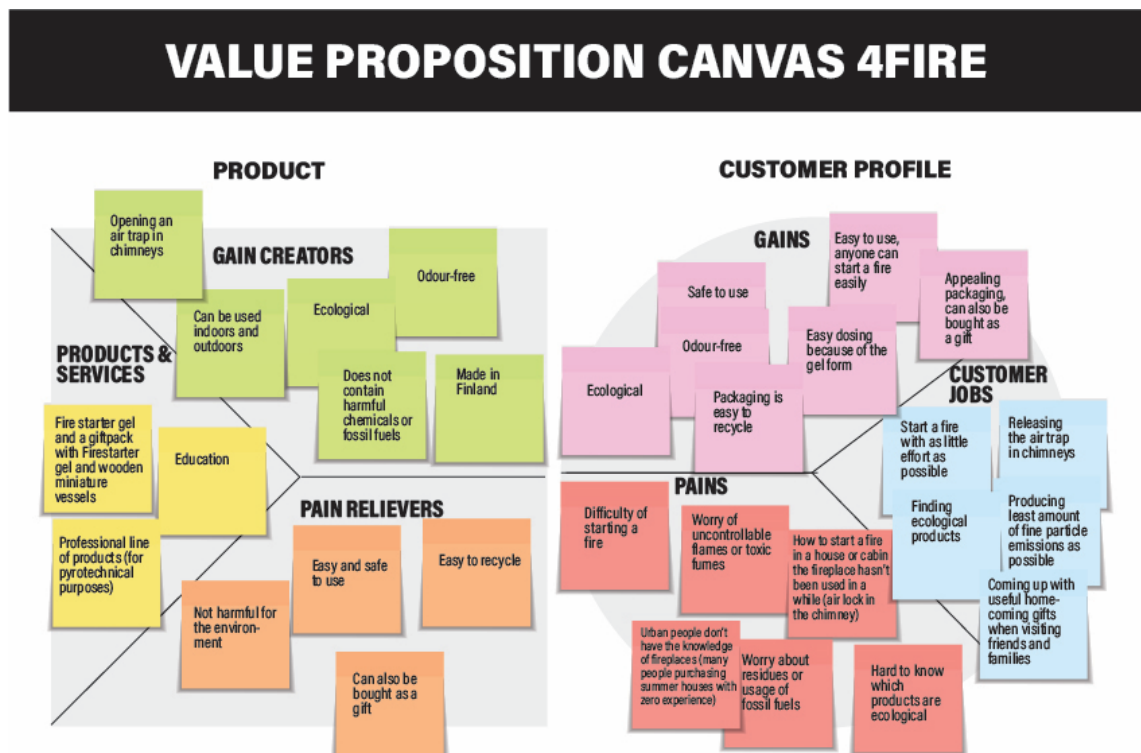 VALUE PROPOSITION CANVAS 4FIRE
PRODUCT
Opening an
air trap in
chimneys
GAIN CREATORS
Can be used
indoors and
outdoors
Ecological
Odour-free
Does not
contain
harmful
chemicals or
fossil fuels
Made in
Finland
PRODUCTS &
SERVICES
Fire starter gel
and a giftpack
with Firestarter
gel and wooden
miniature
vessels
Education
Professional
line of
products (for
pyrotechnical
purposes)
PAIN RELIEVERS
Not harmful for
the environ-
ment
Easy and safe
to use
Easy to recycle
Can also be
bought as a
gift
CUSTOMER PROFILE
GAINS
Easy to use,
anyone can
start a fire
easily
Appealing
packaging,
can also be
bought as
a gift
Safe to use
Odour-free
Easy dosing
because of the
gel form
Ecological
Packaging is
easy to
recycle
CUSTOMER
JOBS
Start a fire
with as little
effort as
possible
Releasing
the air trap
in chimneys
Finding
ecological
products
Producing
least amount
of fine particle
emissions as
possible
Coming up with
useful home-
coming gifts
when visiting
friends and
families
PAINS
Difficulty of
starting a
fire
Worry of
uncontrollable
flames or toxic
fumes
How to start a fire
in a house or cabin
the fireplace hasn't
been used in a
while (air lock in
the chimney)
Urban people don't
have the knowledge
of fireplaces (many
people purchasing
summer houses with
zero experience)
Worry about
residues or
usage of
fossil fuels
Hard to know
which
products are
ecological